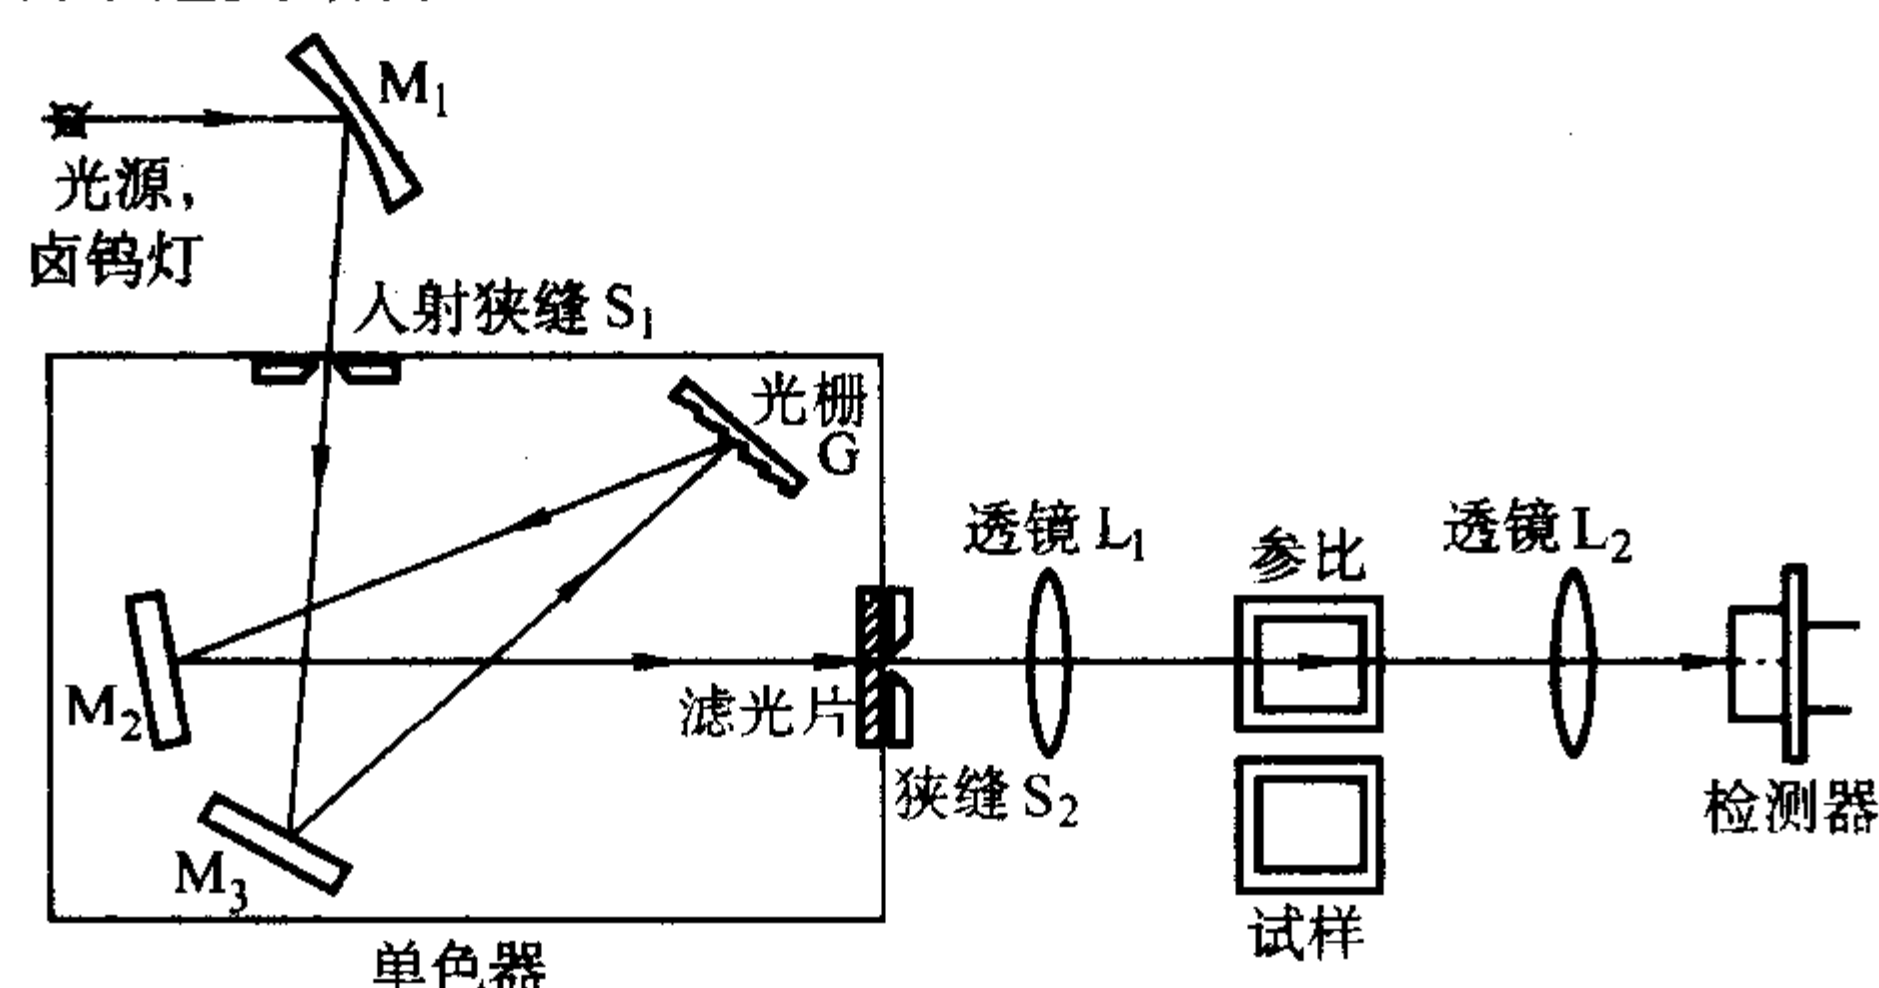 M₁
光源，
卤钨灯
入射狭缝 S₁
光栅
G
透镜 L₁
参比
透镜 L₂
M₂
滤光片
狭缝 S₂
检测器
M₃
试样
单色器